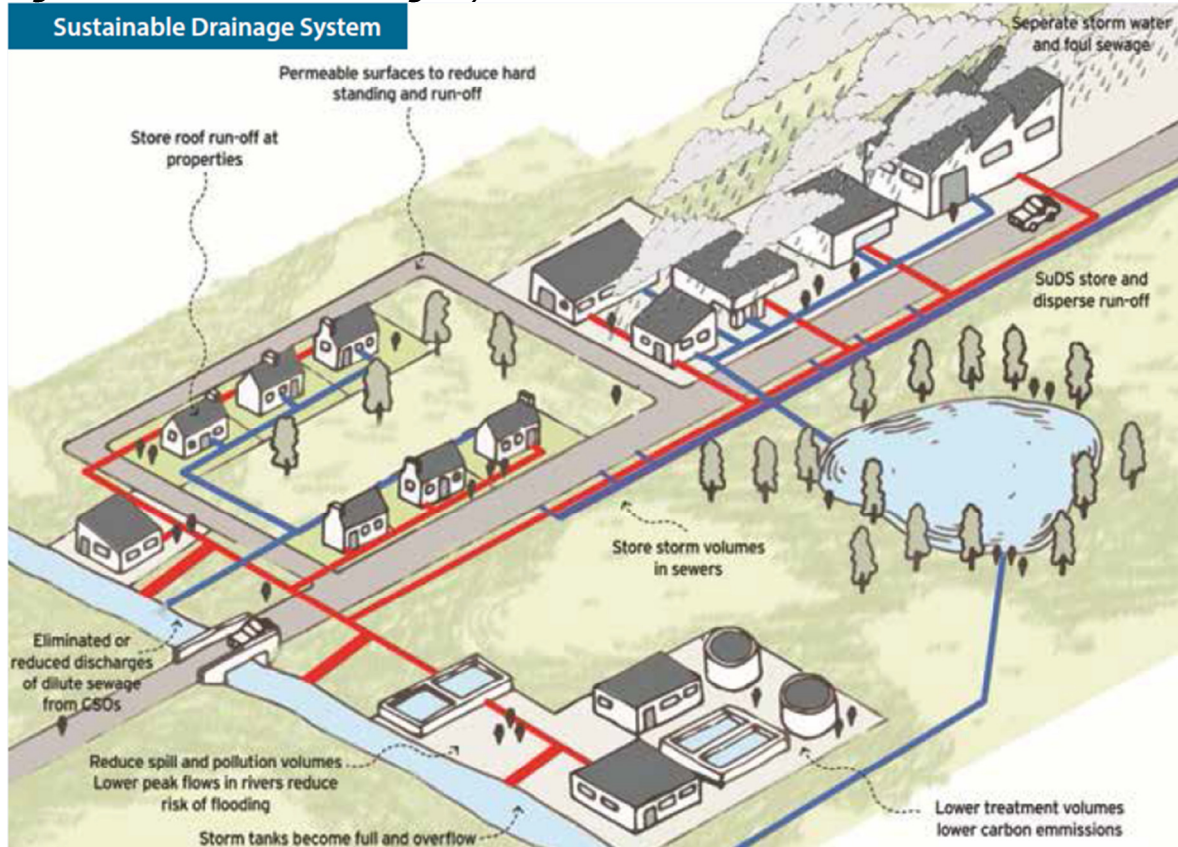 Sustainable Drainage System
Seperate storm water
and foul sewage
Permeable surfaces to reduce hard
standing and run-off
Store roof run-off at
properties
SuDS store and
disperse run-off
Store storm volumes
in sewers
Eliminated or
reduced discharges
of dilute sewage
from CSOs
Reduce spill and pollution volumes
Lower peak flows in rivers reduce
risk of flooding
Storm tanks become full and overflow
Lower treatment volumes
lower carbon emmissions